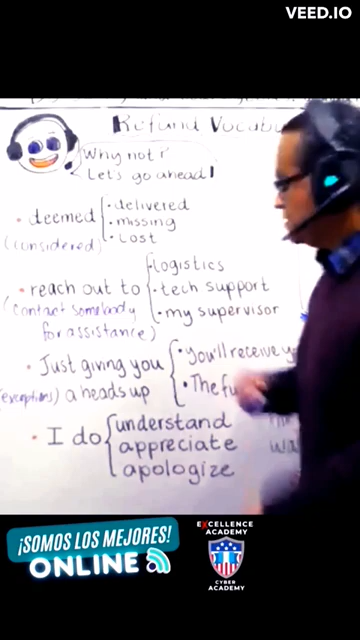 VEED.IO
Refund Vocabu
Why not?
Let's go ahead!
• deemed
• delivered
• missing
• Lost
(considered)
• reach out to
• logistics
• tech support
• my supervisor
(contact somebody
for assistance)
• Just giving you
a heads up
• you'll receive
• The fu
(exceptions)
• I do
understand
appreciate
apologize
¡SOMOS LOS MEJORES!
ONLINE
EXCELLENCE
ACADEMY
CYBER
ACADEMY